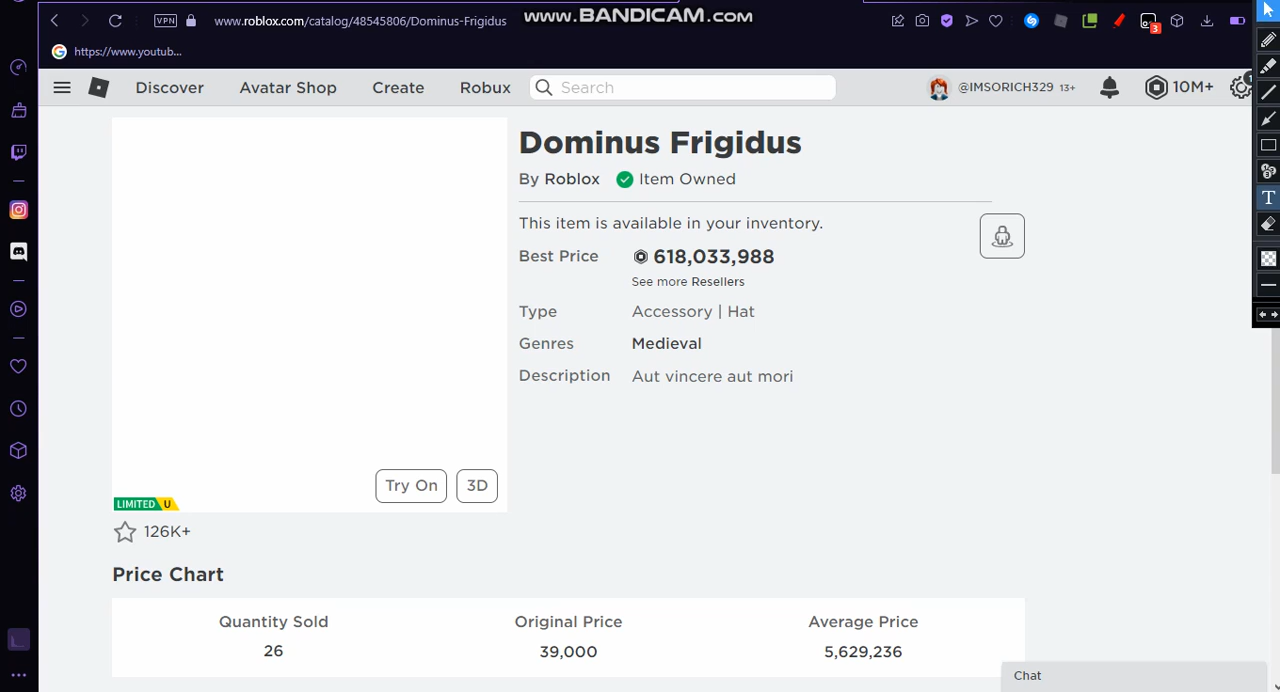 www.BANDICAM.com
VPN www.roblox.com/catalog/48545806/Dominus-Frigidus
3
https://www.youtub...
Discover Avatar Shop Create Robux Search @IMSORICH329 13+ 10M+ 1
Dominus Frigidus
By Roblox Item Owned
This item is available in your inventory.
Best Price 618,033,988
See more Resellers
Type Accessory | Hat
Genres Medieval
Description Aut vincere aut mori
Try On 3D
LIMITED U
126K+
Price Chart
Quantity Sold Original Price Average Price
26 39,000 5,629,236
Chat
T